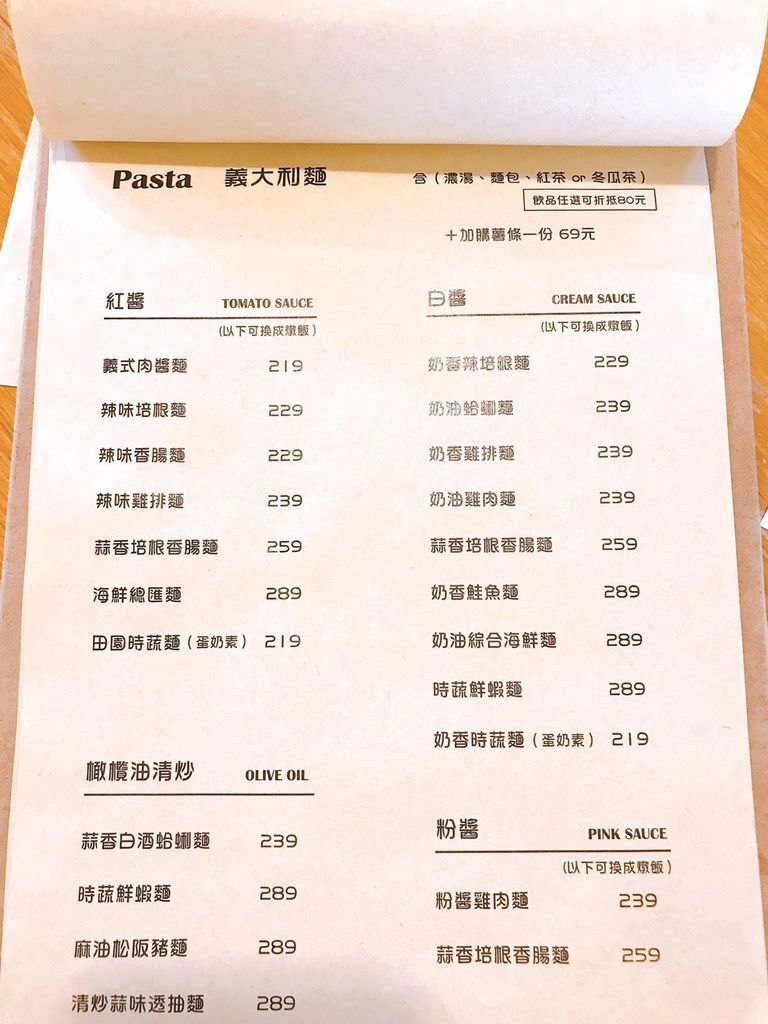 Pasta 義大利麵 含（濃湯、麵包、紅茶 or 冬瓜茶）
飲品任選可折抵80元
＋加購薯條一份 69元
紅醬 TOMATO SAUCE
(以下可換成燉飯)
義式肉醬麵 219
辣味培根麵 229
辣味香腸麵 229
辣味雞排麵 239
蒜香培根香腸麵 259
海鮮總匯麵 289
田園時蔬麵（蛋奶素） 219
橄欖油清炒 OLIVE OIL
蒜香白酒蛤蜊麵 239
時蔬鮮蝦麵 289
麻油松阪豬麵 289
清炒蒜味透抽麵 289
白醬 CREAM SAUCE
(以下可換成燉飯)
奶香辣培根麵 229
奶油蛤蜊麵 239
奶香雞排麵 239
奶油雞肉麵 239
蒜香培根香腸麵 259
奶香鮭魚麵 289
奶油綜合海鮮麵 289
時蔬鮮蝦麵 289
奶香時蔬麵（蛋奶素） 219
粉醬 PINK SAUCE
(以下可換成燉飯)
粉醬雞肉麵 239
蒜香培根香腸麵 259